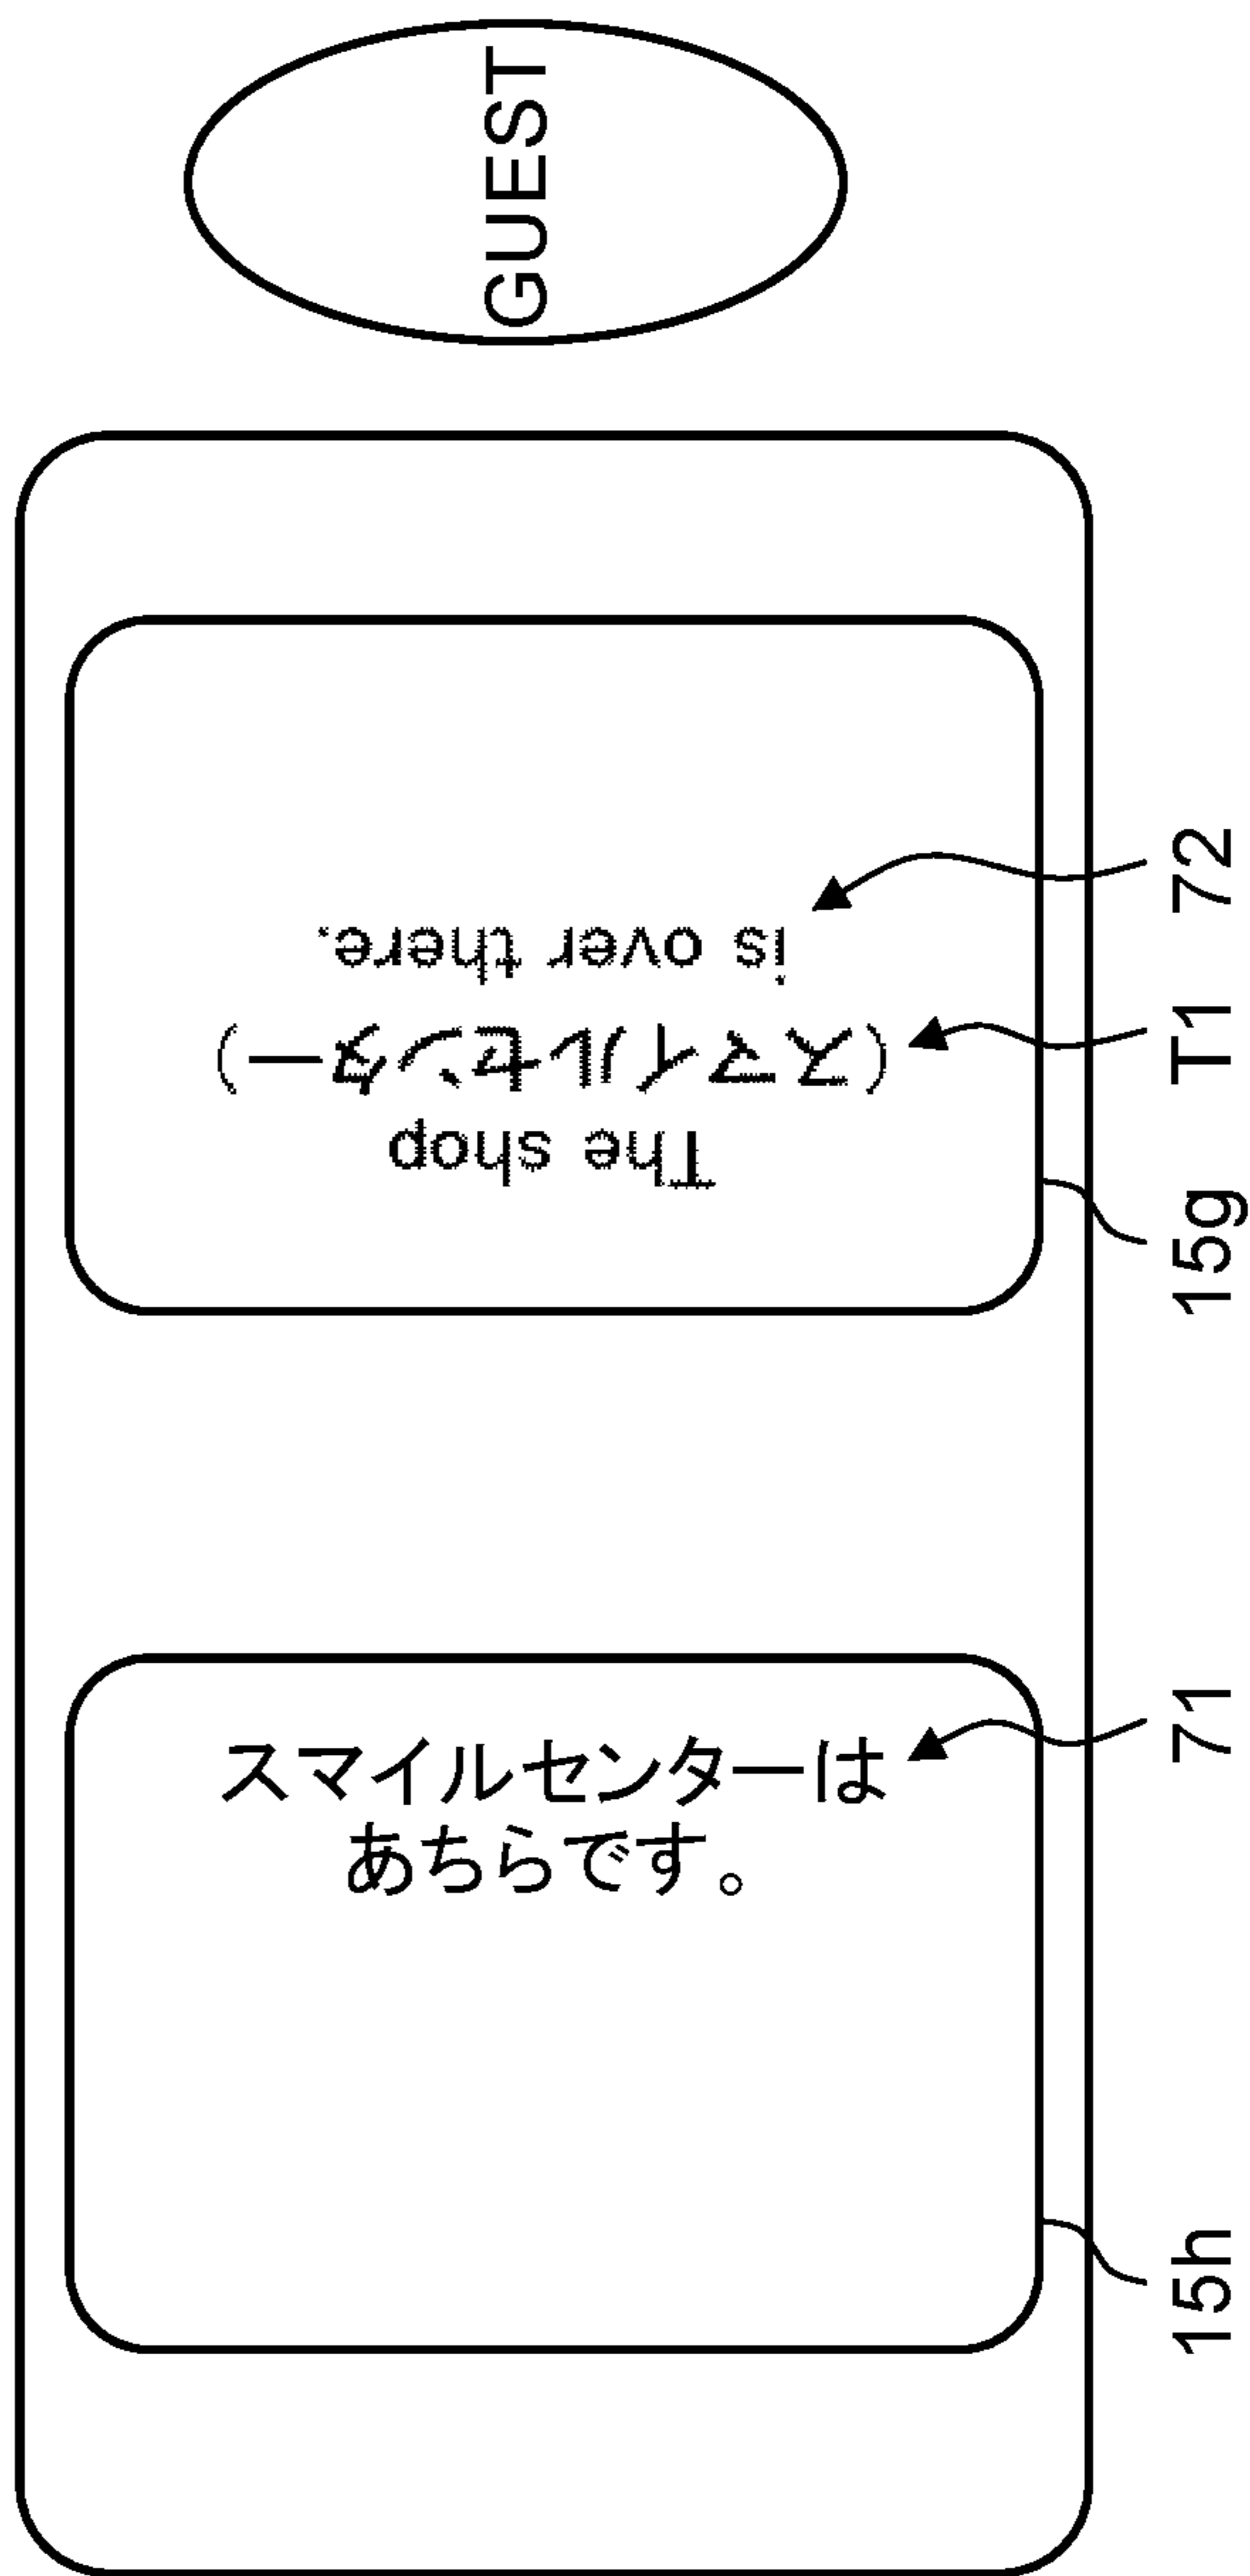 GUEST
The shop
(スマイルセンター)
is over there.
72
T1
15g
スマイルセンターは
あちらです。
71
15h